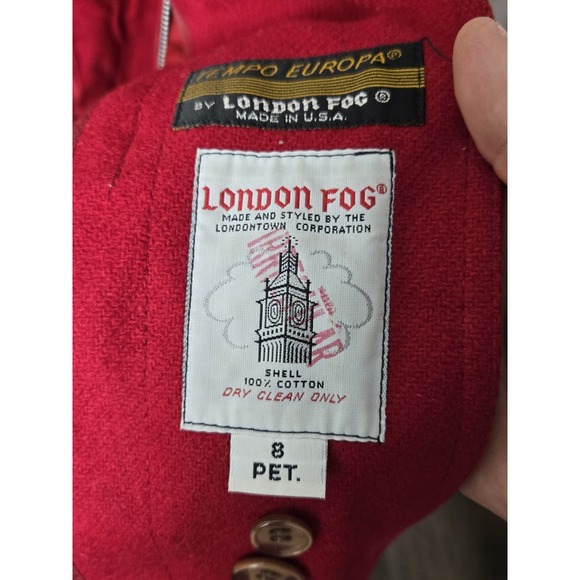 TEMPO EUROPA®
BY LONDON FOG ®
MADE IN U.S.A.
LONDON FOG®
MADE AND STYLED BY THE
LONDONTOWN CORPORATION
IRREGULAR
SHELL
100% COTTON
DRY CLEAN ONLY
8
PET.